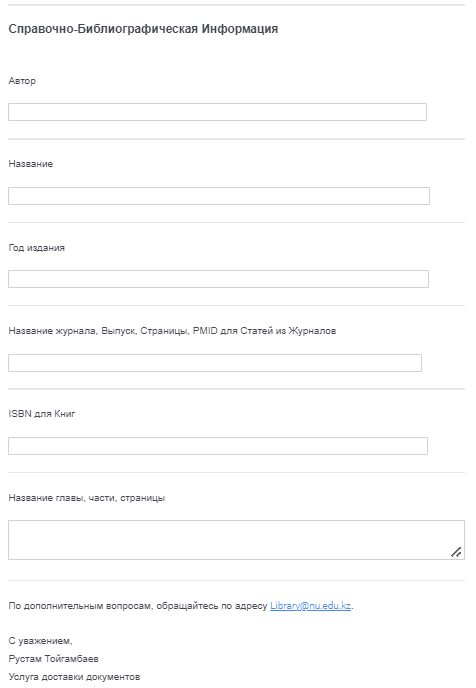 Справочно-Библиографическая Информация
Автор
Название
Год издания
Название журнала, Выпуск, Страницы, PMID для Статей из Журналов
ISBN для Книг
Название главы, части, страницы
По дополнительным вопросам, обращайтесь по адресу Library@nu.edu.kz.
С уважением,
Рустам Тойгамбаев
Услуга доставки документов